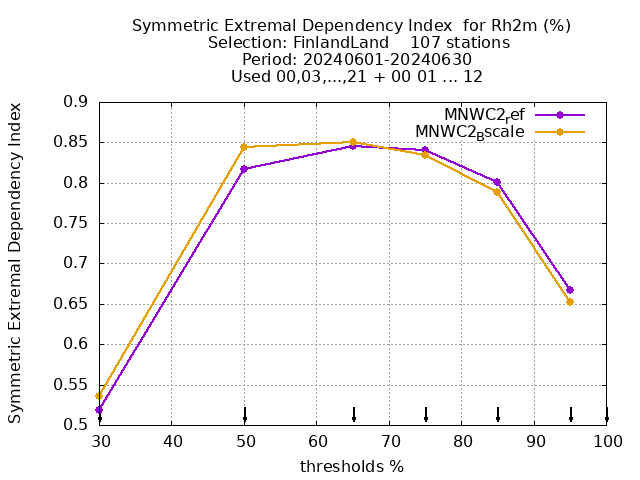 Symmetric Extremal Dependency Index  for Rh2m (%)
Selection: FinlandLand    107 stations
Period: 20240601-20240630
Used 00,03,...,21 + 00 01 ... 12
MNWC2ref
MNWC2Bscale
Symmetric Extremal Dependency Index
0.9
0.85
0.8
0.75
0.7
0.65
0.6
0.55
0.5
30 40 50 60 70 80 90 100
thresholds %